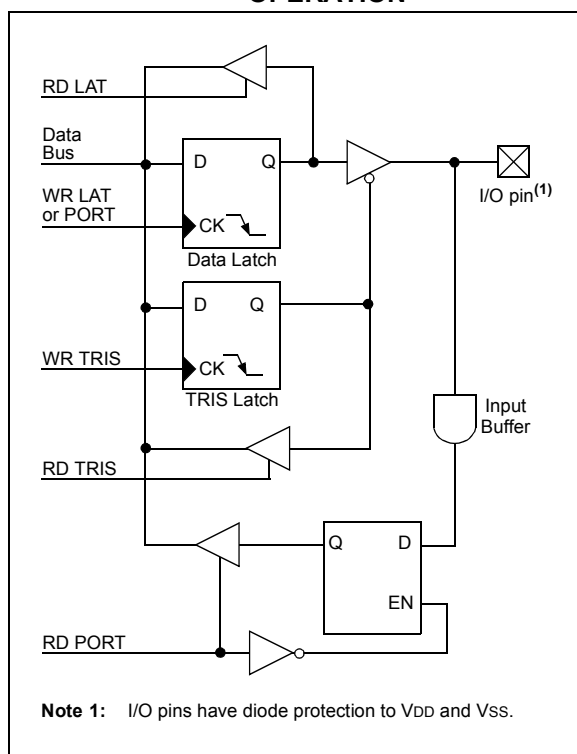 OPERATION
RD LAT
Data
Bus
D
Q
WR LAT
or PORT
CK
Data Latch
I/O pin(1)
D
Q
WR TRIS
CK
TRIS Latch
Input
Buffer
RD TRIS
Q
D
EN
RD PORT
Note 1: I/O pins have diode protection to VDD and VSS.